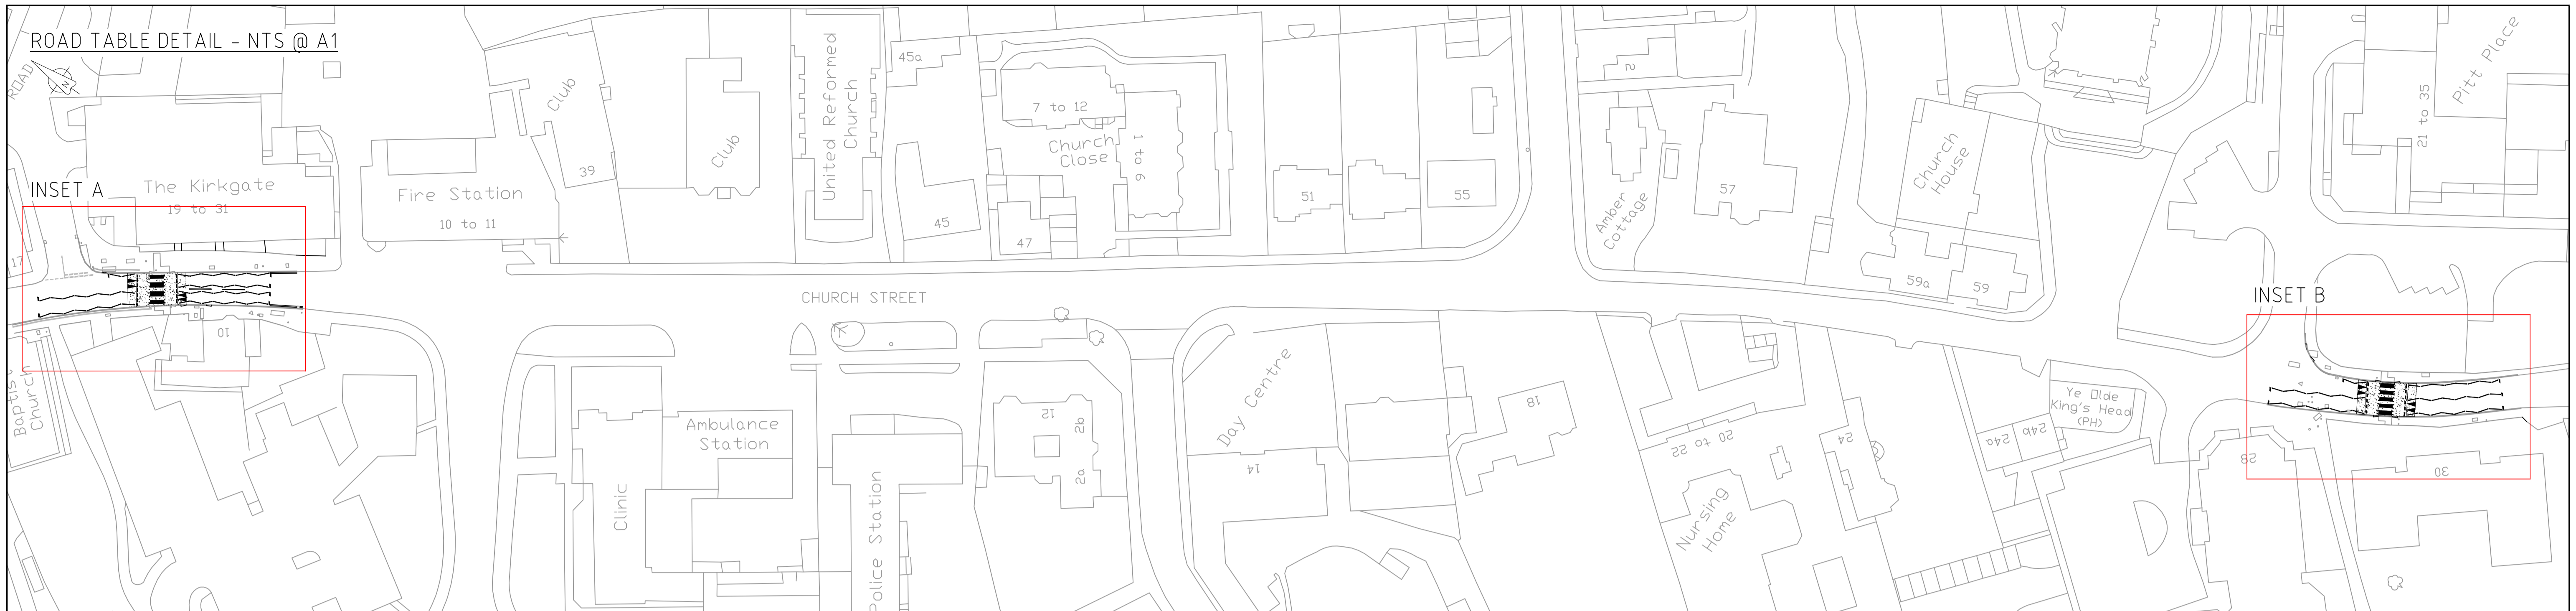 ROAD TABLE DETAIL - NTS @ A1
ROAD
N
INSET A
The Kirkgate
19 to 31
17
10
Baptist
Church
Fire Station
10 to 11
Club
39
Club
United Reformed
Church
45a
45
47
7 to 12
Church
Close
1 to 6
51
55
CHURCH STREET
Clinic
Ambulance
Station
Police Station
12
2b
2a
Day Centre
14
18
20 to 22
Nursing
Home
24
24a
24b
Ye Olde
King's Head
(PH)
2
Amber
Cottage
57
Church
House
59a
59
21 to 35
Pitt Place
INSET B
28
30